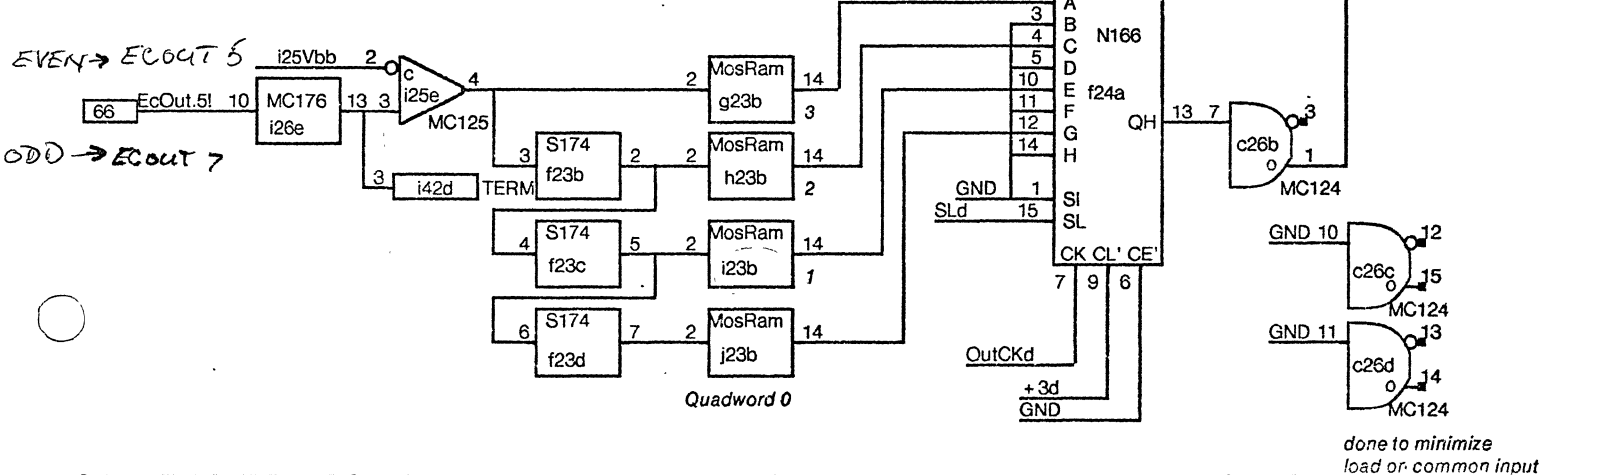 A
3 B
4 C
N166
5 D
EVEN→ ECOUT 5
i25Vbb 2
c
4
2 MosRam 14
10 E
f24a
i25e
66 EcOut.5! 10 MC176 13 3
g23b 3
11 F
i26e
MC125
12 G
QH 13 7
3
c26b
14 H
ODD → ECOUT 7
3 S174 2
2 MosRam 14
O 1
f23b
h23b 2
3 i42d TERM
GND 1 SI
MC124
SLd 15 SL
4 S174 5
2 MosRam 14
GND 10 12
f23c
i23b 1
CK CL' CE'
c26c
O 15
7 9 6
MC124
6 S174 7
2 MosRam 14
GND 11 13
f23d
j23b
OutCKd
c26d
O 14
+3d
Quadword 0
GND
MC124
done to minimize
load or common input